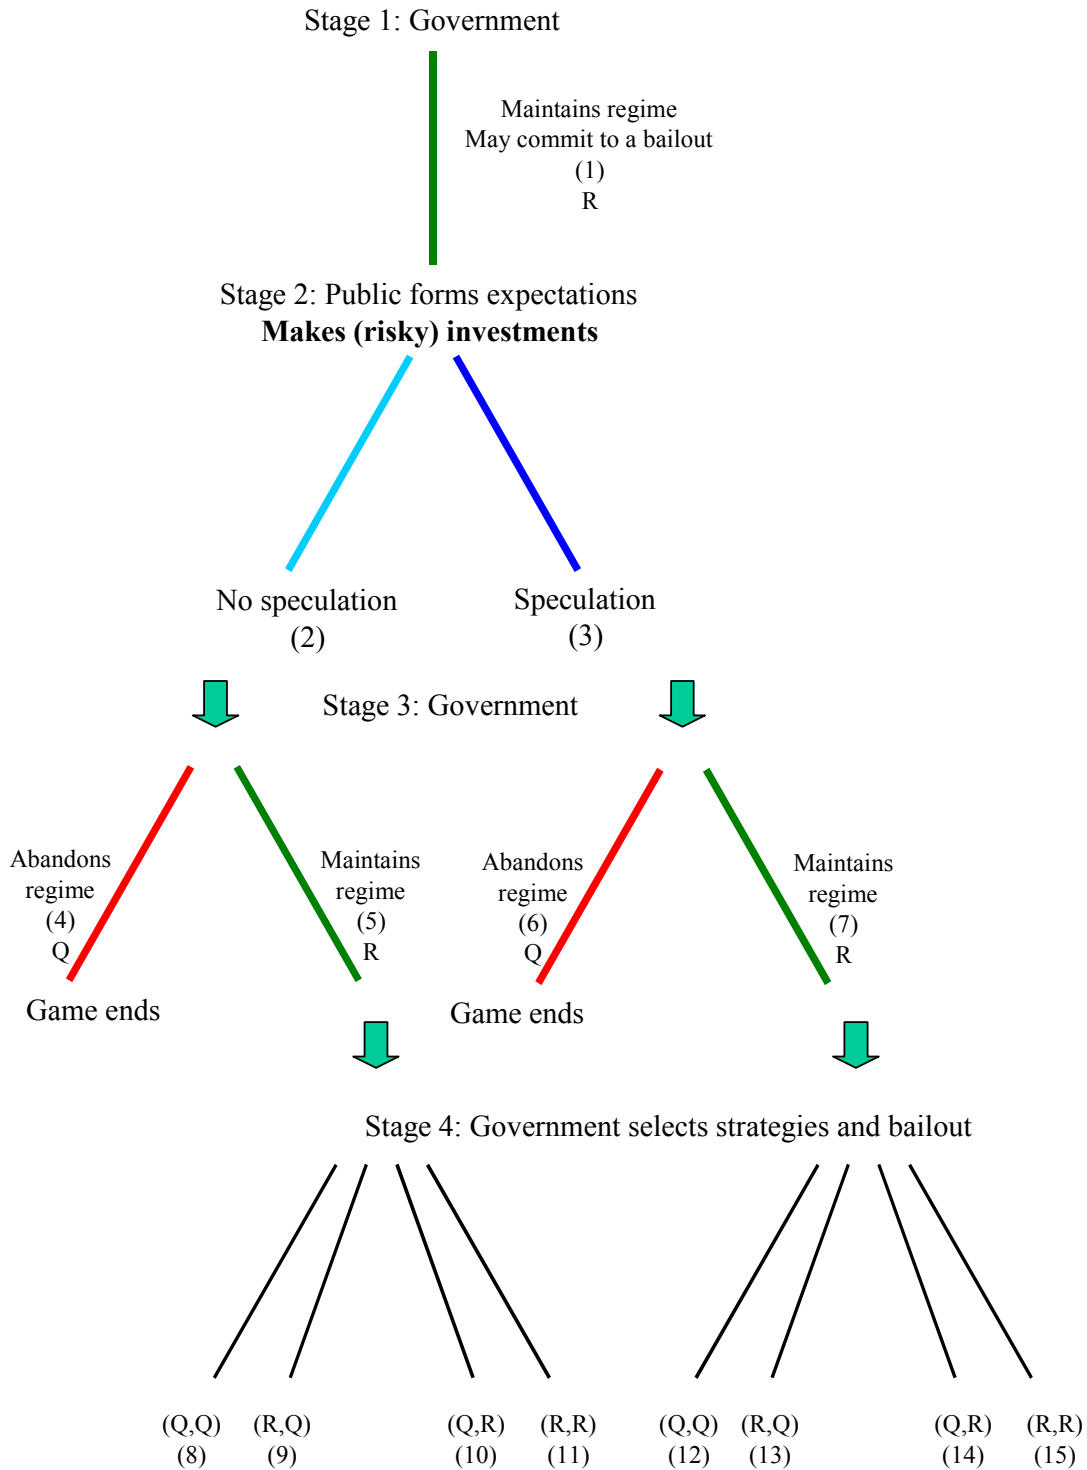 Stage 1: Government
Maintains regime
May commit to a bailout
(1)
R
Stage 2: Public forms expectations
Makes (risky) investments
No speculation
(2)
Speculation
(3)
Stage 3: Government
Abandons
regime
(4)
Q
Maintains
regime
(5)
R
Abandons
regime
(6)
Q
Maintains
regime
(7)
R
Game ends
Game ends
Stage 4: Government selects strategies and bailout
(Q,Q)
(8)
(R,Q)
(9)
(Q,R)
(10)
(R,R)
(11)
(Q,Q)
(12)
(R,Q)
(13)
(Q,R)
(14)
(R,R)
(15)